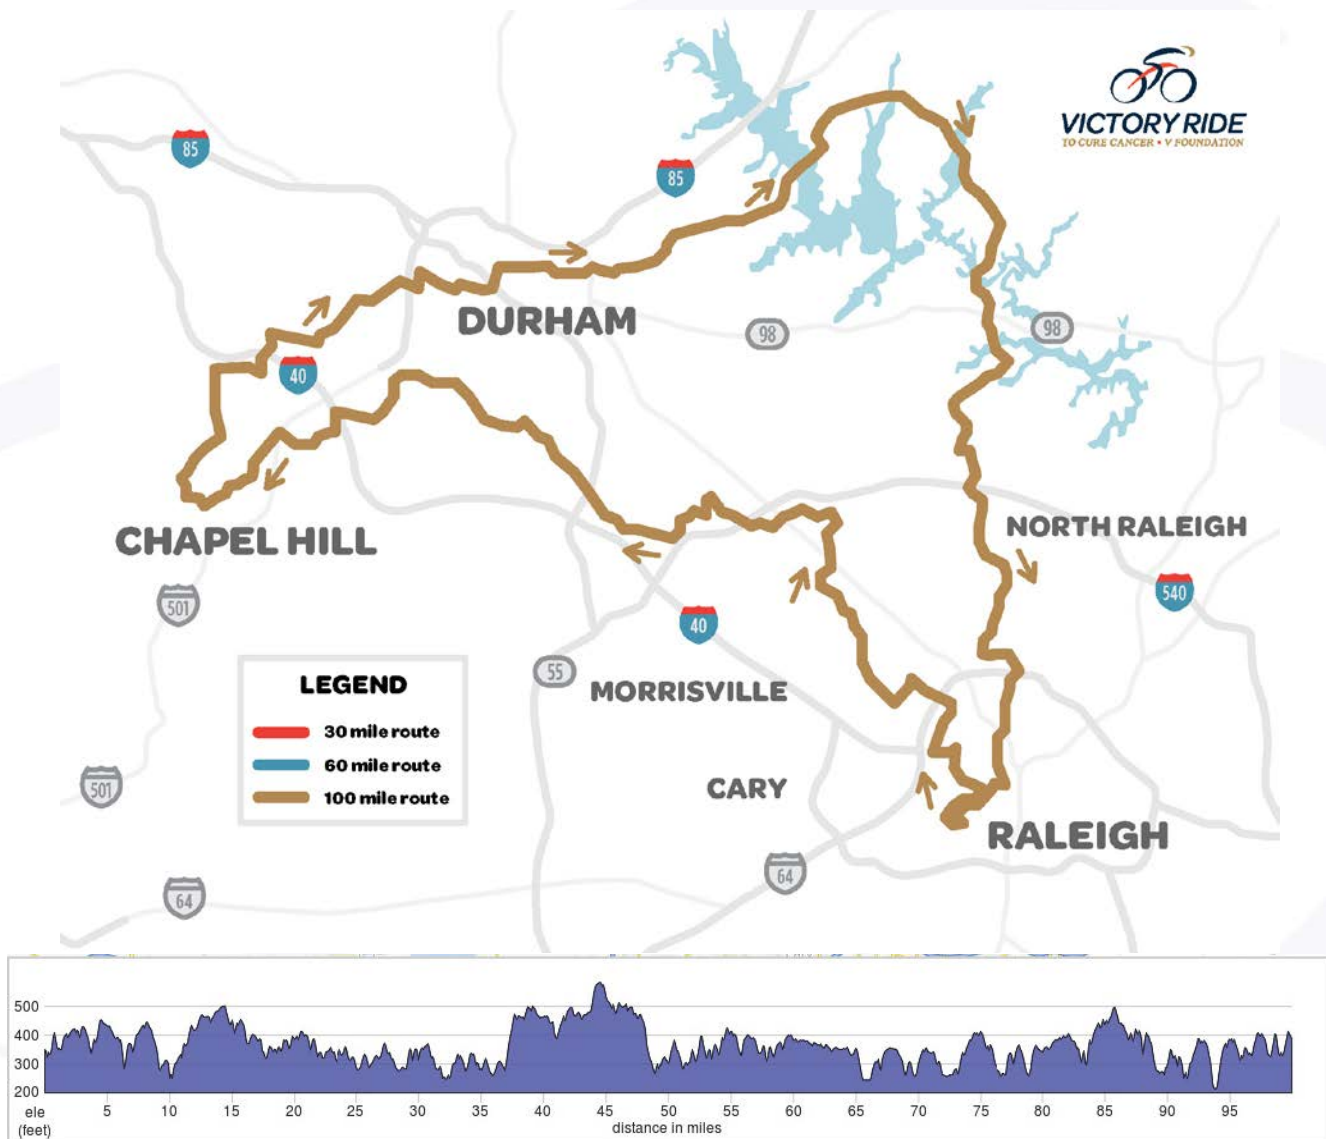 VICTORY RIDE
TO CURE CANCER • V FOUNDATION
85
85
DURHAM
98
98
40
CHAPEL HILL
NORTH RALEIGH
501
540
40
55
MORRISVILLE
LEGEND
30 mile route
60 mile route
100 mile route
501
CARY
RALEIGH
64
64
500
400
300
200
ele
(feet)
5 10 15 20 25 30 35 40 45 50 55 60 65 70 75 80 85 90 95
distance in miles